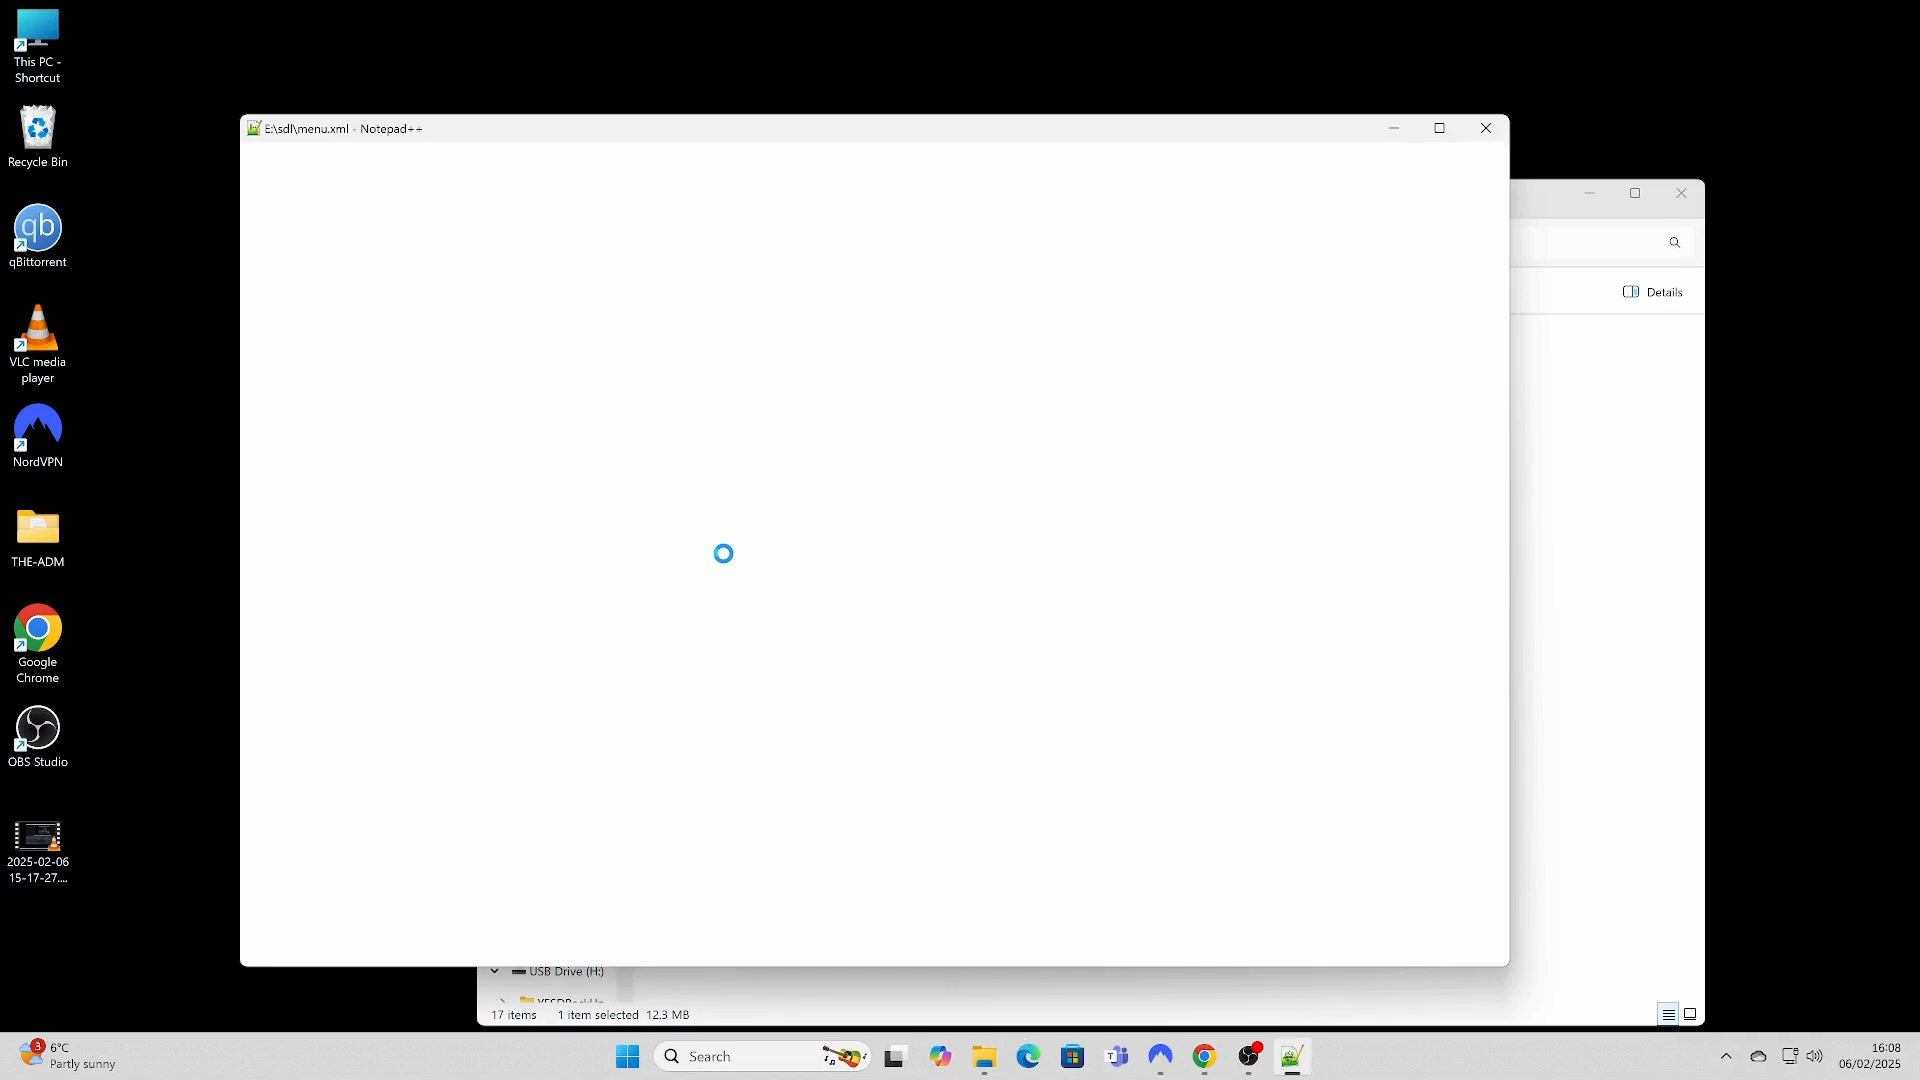 This PC -
Shortcut
Recycle Bin
qb
qBittorrent
VLC media
player
NordVPN
THE-ADM
Google
Chrome
OBS Studio
2025-02-06
15-17-27....
E:\sdl\menu.xml - Notepad++
Details
USB Drive (H:)
17 items 1 item selected 12.3 MB
3
6°C
Partly sunny
Search
T
16:08
06/02/2025